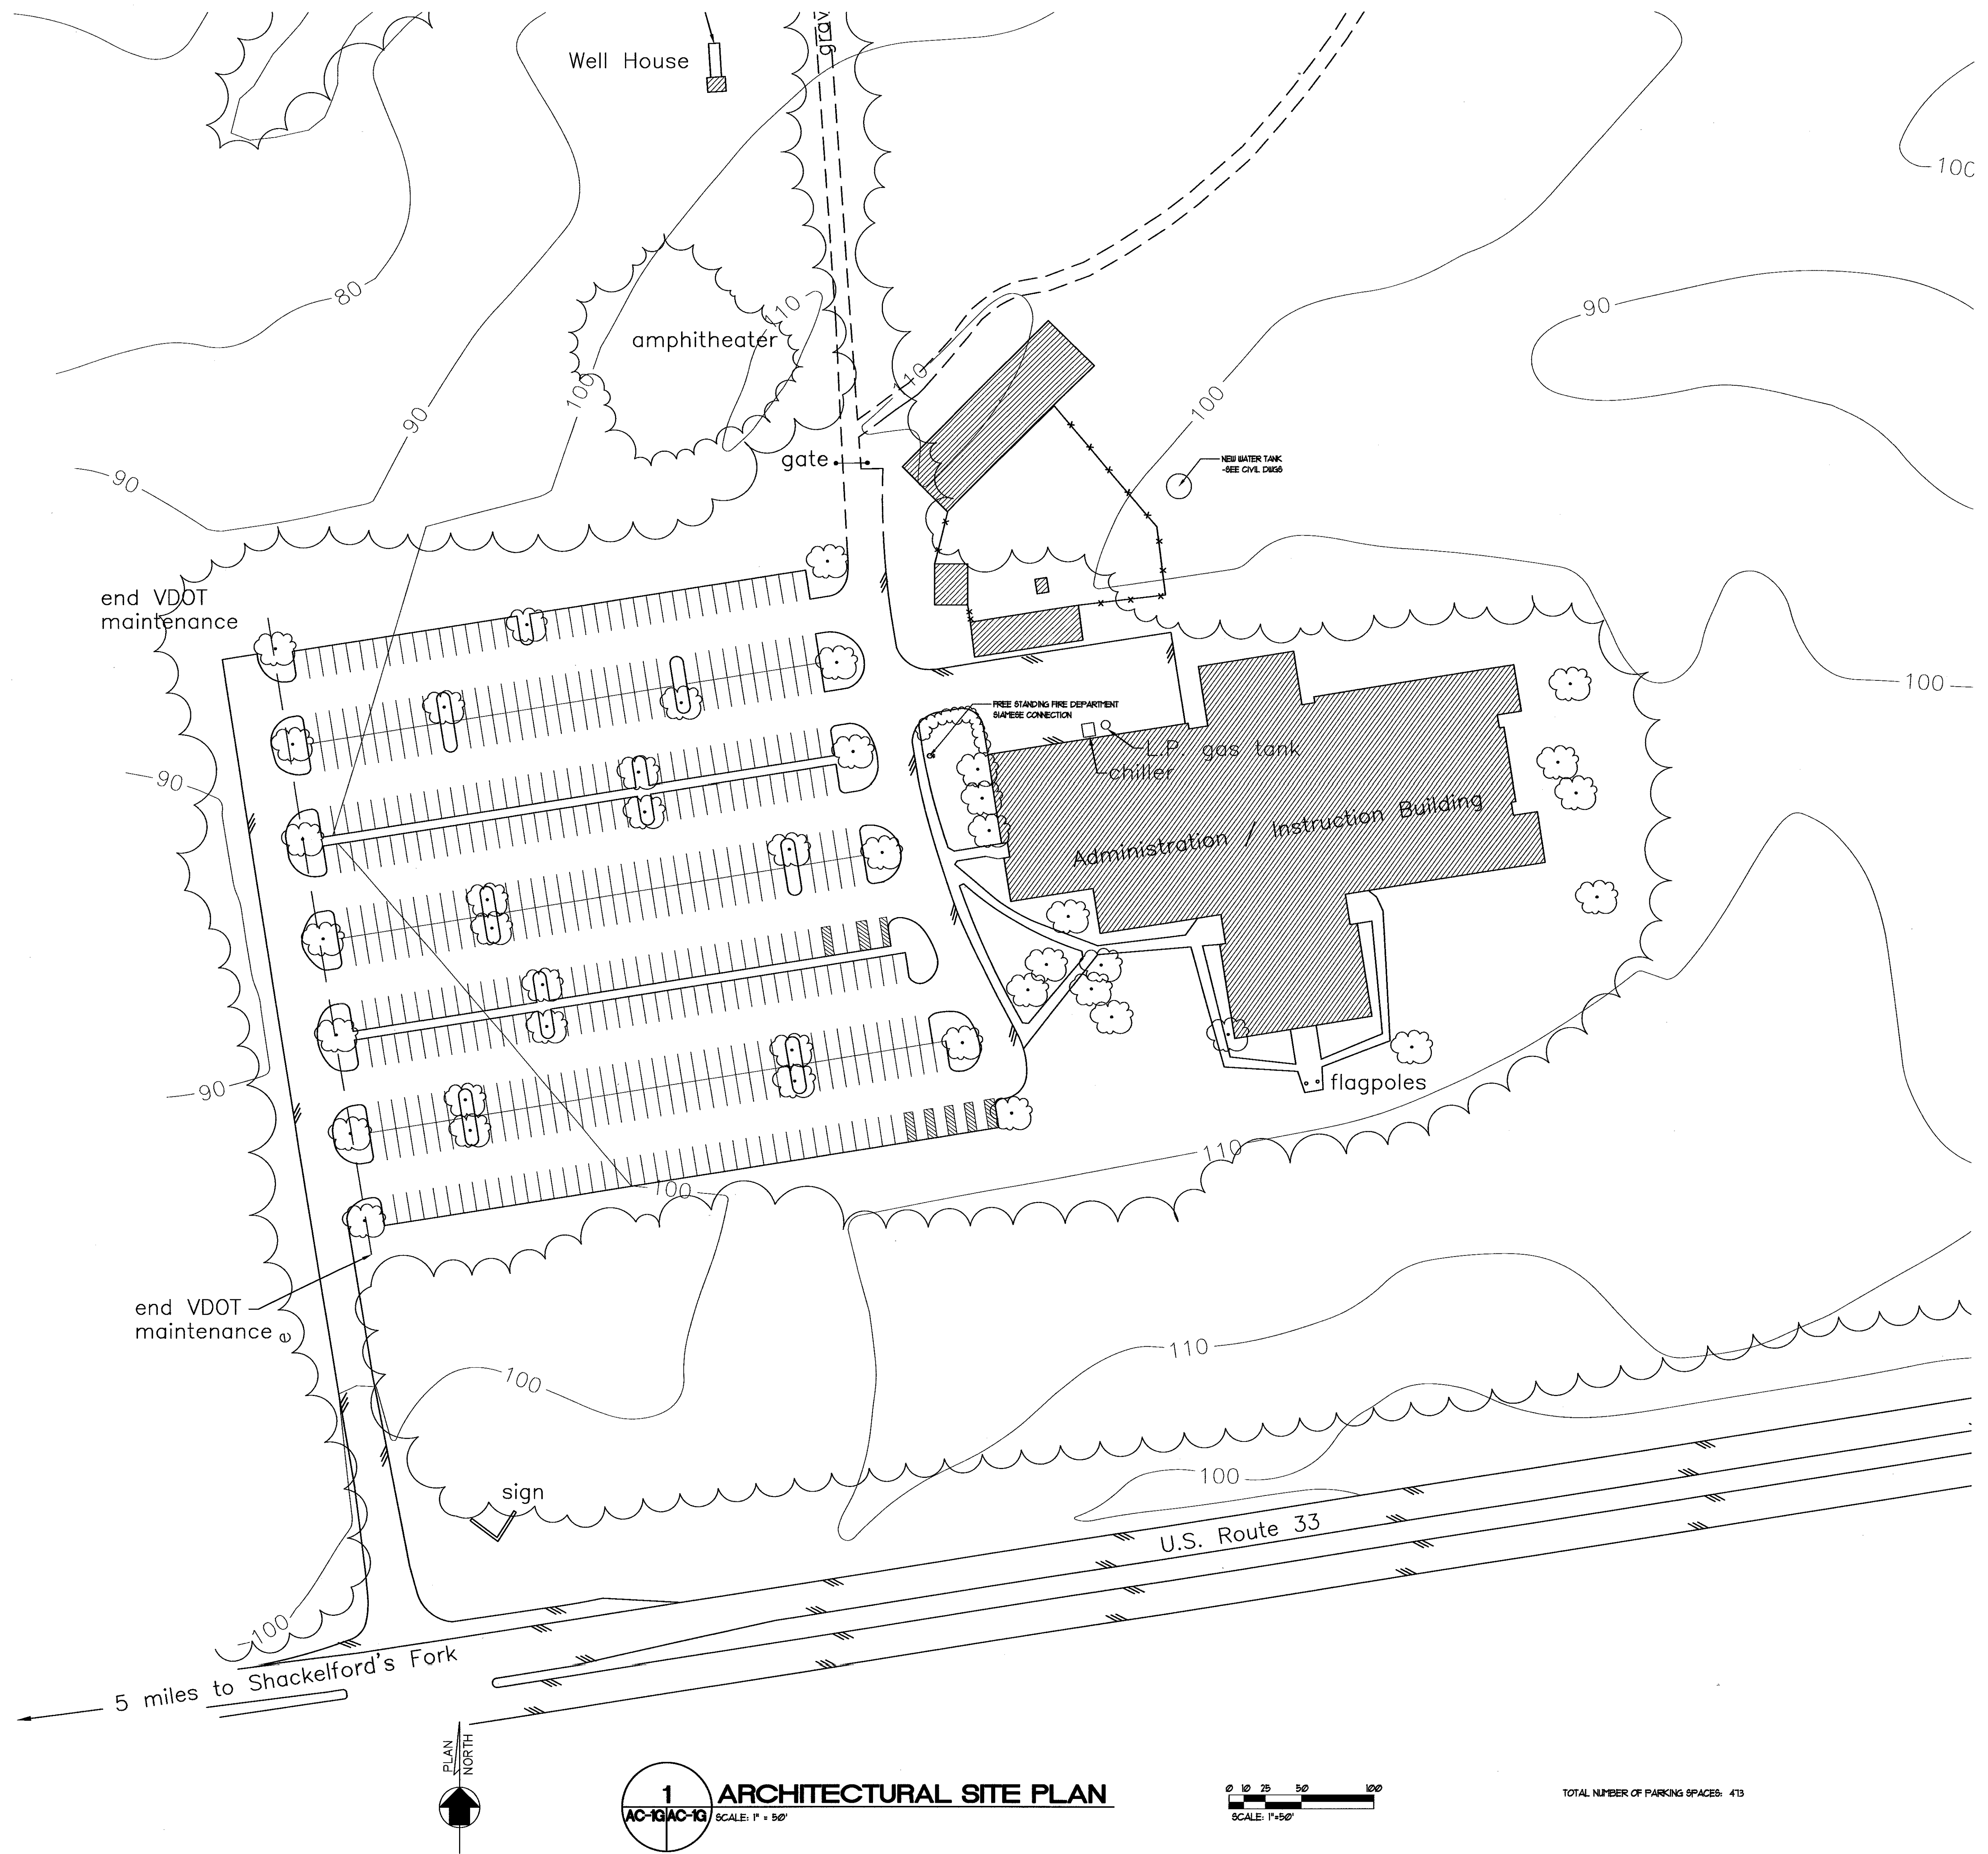 grav
Well House
100
80
90
110
amphitheater
110
100
90
100
gate
NEW WATER TANK
-SEE CIVIL DWGS
90
end VDOT
maintenance
100
FREE STANDING FIRE DEPARTMENT
SIAMESE CONNECTION
L.P. gas tank
chiller
90
Administration / Instruction Building
90
flagpoles
110
100
end VDOT
maintenance
e
110
100
100
sign
U.S. Route 33
100
5 miles to Shackelford's Fork
PLAN
NORTH
1
AC-1G AC-1G
ARCHITECTURAL SITE PLAN
SCALE: 1" = 50'
0 10 25 50 100
SCALE: 1"=50'
TOTAL NUMBER OF PARKING SPACES: 473